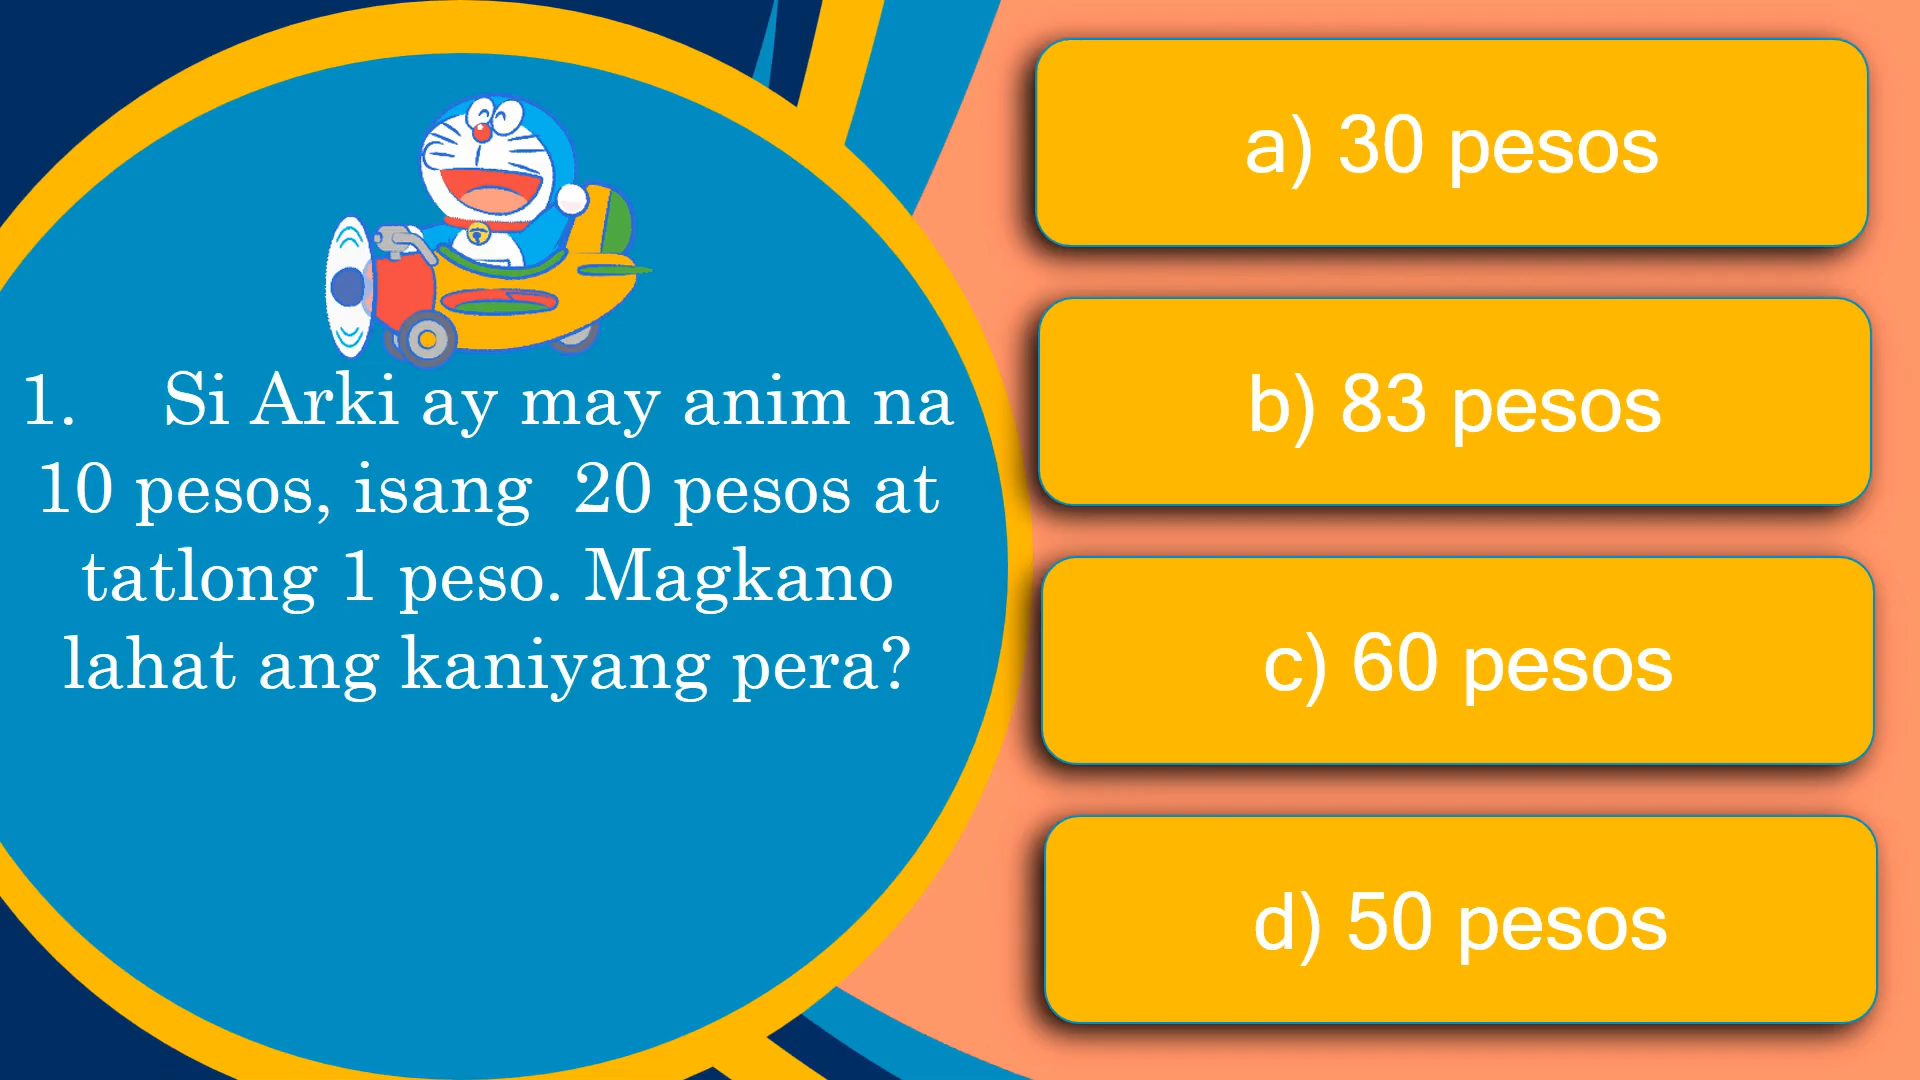 1. Si Arki ay may anim na
10 pesos, isang 20 pesos at
tatlong 1 peso. Magkano
lahat ang kaniyang pera?
a) 30 pesos
b) 83 pesos
c) 60 pesos
d) 50 pesos